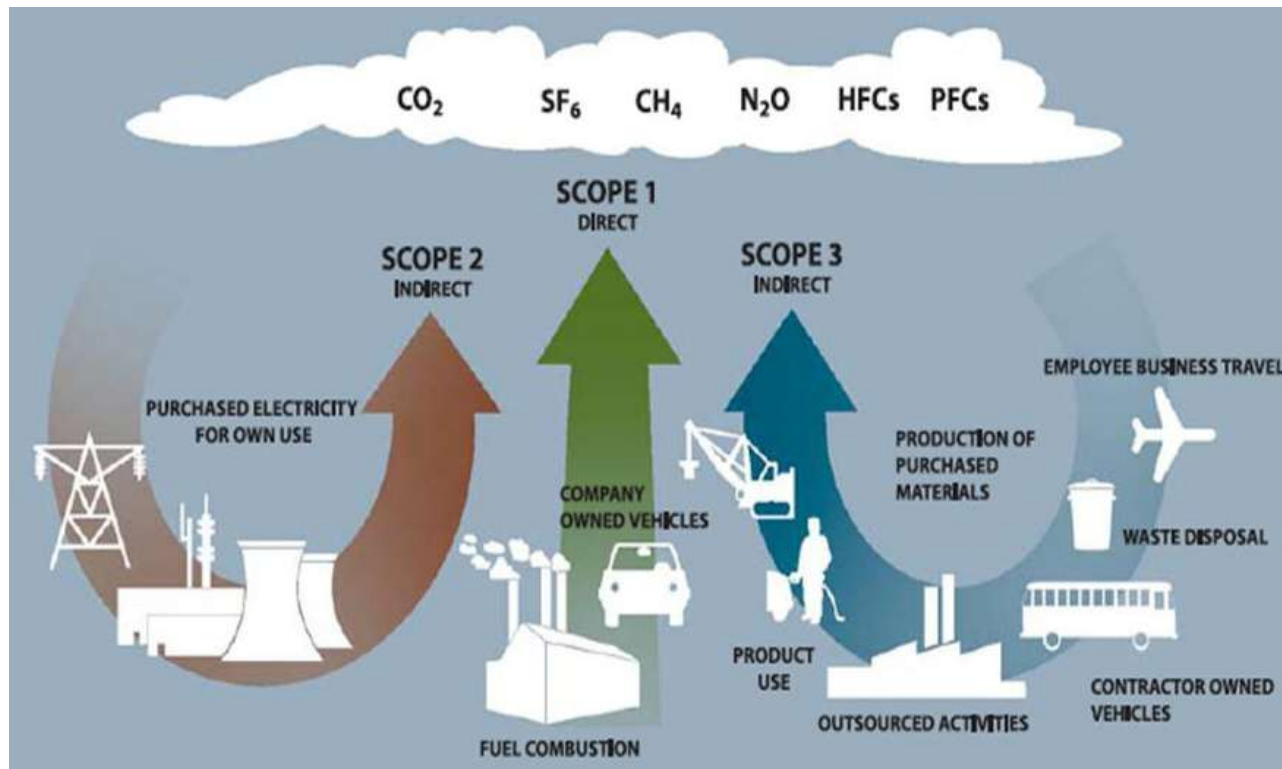 CO₂ SF₆ CH₄ N₂O HFCs PFCs
SCOPE 1
DIRECT
SCOPE 2
INDIRECT
SCOPE 3
INDIRECT
PURCHASED ELECTRICITY
FOR OWN USE
COMPANY
OWNED VEHICLES
FUEL COMBUSTION
EMPLOYEE BUSINESS TRAVEL
PRODUCTION OF
PURCHASED
MATERIALS
WASTE DISPOSAL
PRODUCT
USE
OUTSOURCED ACTIVITIES
CONTRACTOR OWNED
VEHICLES